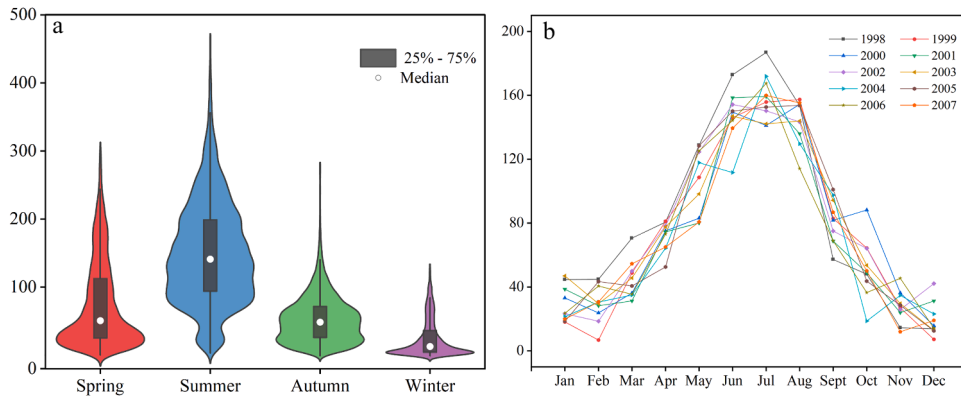 a
500
400
300
200
100
0
25% - 75%
Median
Spring Summer Autumn Winter
b
200
160
120
80
40
0
1998 1999
2000 2001
2002 2003
2004 2005
2006 2007
Jan Feb Mar Apr May Jun Jul Aug Sept Oct Nov Dec